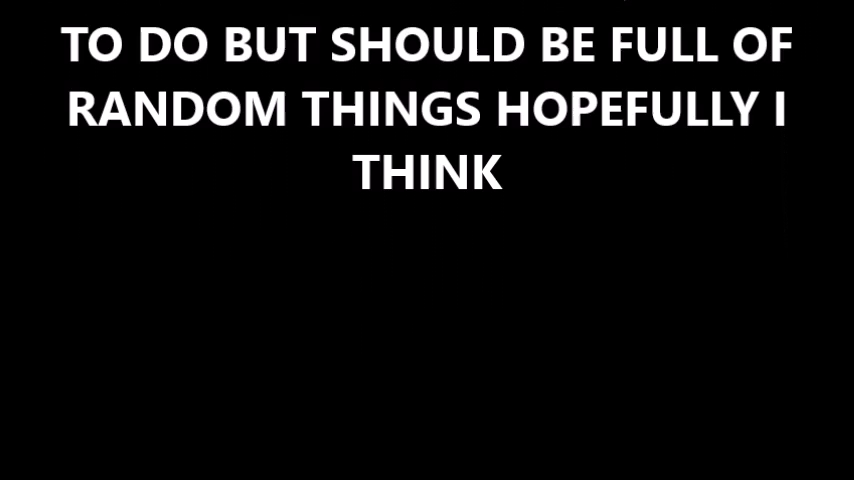 TO DO BUT SHOULD BE FULL OF
RANDOM THINGS HOPEFULLY I
THINK